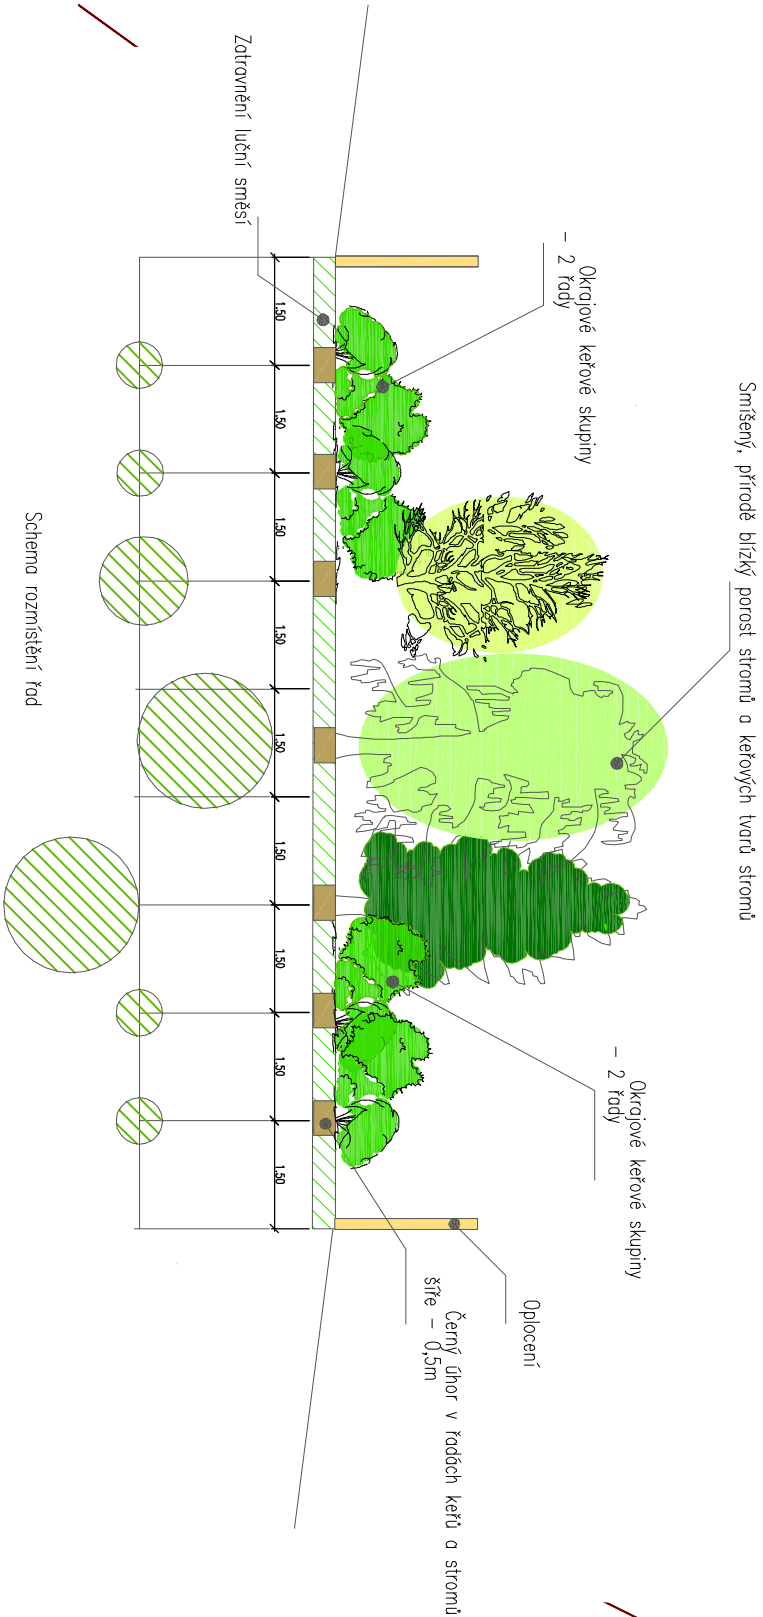 Smíšený, přírodě blízký porost stromů a keřových tvarů stromů
Okrajové keřové skupiny
- 2 řady
Okrajové keřové skupiny
- 2 řady
Oplocení
Černý úhor v řadách keřů a stromů
šíře - 0,5m
Zatravnění luční směsí
1,50
1,50
1,50
1,50
1,50
1,50
1,50
1,50
1,50
Schema rozmístění řad